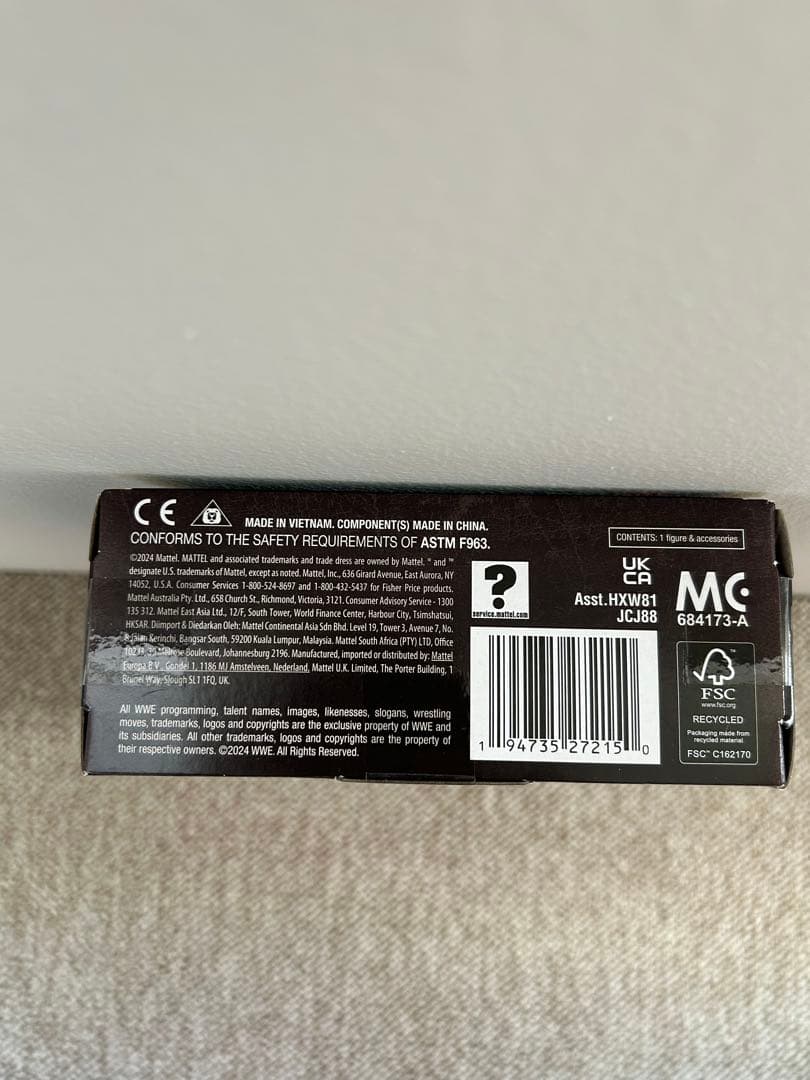 CE
MADE IN VIETNAM. COMPONENT(S) MADE IN CHINA.
CONFORMS TO THE SAFETY REQUIREMENTS OF ASTM F963.
©2024 Mattel. MATTEL and associated trademarks and trade dress are owned by Mattel. ® and ™
designate U.S. trademarks of Mattel, except as noted. Mattel, Inc., 636 Girard Avenue, East Aurora, NY
14052, U.S.A. Consumer Services 1-800-524-8697 and 1-800-432-5437 for Fisher Price products.
Mattel Australia Pty. Ltd., 658 Church St., Richmond, Victoria, 3121. Consumer Advisory Service - 1300
135 312. Mattel East Asia Ltd., 12/F, South Tower, World Finance Center, Harbour City, Tsimshatsui,
HKSAR. Diimport & Diedarkan Oleh: Mattel Continental Asia Sdn Bhd. Level 19, Tower 3, Avenue 7, No.
8, Jalan Kerinchi, Bangsar South, 59200 Kuala Lumpur, Malaysia. Mattel South Africa (PTY) LTD, Office
30 Melrose Boulevard, Johannesburg 2196. Manufactured, imported or distributed by: Mattel
Europa B.V., Gondel 1, 1186 MJ Amstelveen, Nederland. Mattel U.K. Limited, The Porter Building, 1
Brunel Way, Slough SL1 1FQ, UK.
All WWE programming, talent names, images, likenesses, slogans, wrestling
moves, trademarks, logos and copyrights are the exclusive property of WWE and
its subsidiaries. All other trademarks, logos and copyrights are the property of
their respective owners. ©2024 WWE. All Rights Reserved.
?
service.mattel.com
CONTENTS: 1 figure & accessories
UK
CA
Asst.HXW81
JCJ88
MC
684173-A
1 94735 27215 0
FSC
www.fsc.org
RECYCLED
Packaging made from
recycled material
FSC™ C162170